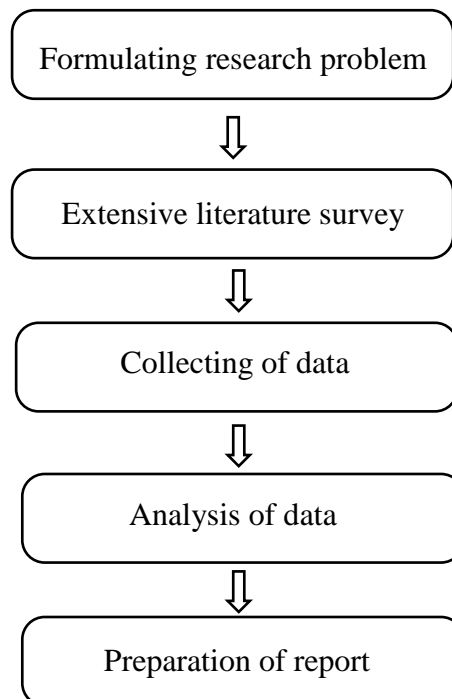 Formulating research problem
Extensive literature survey
Collecting of data
Analysis of data
Preparation of report